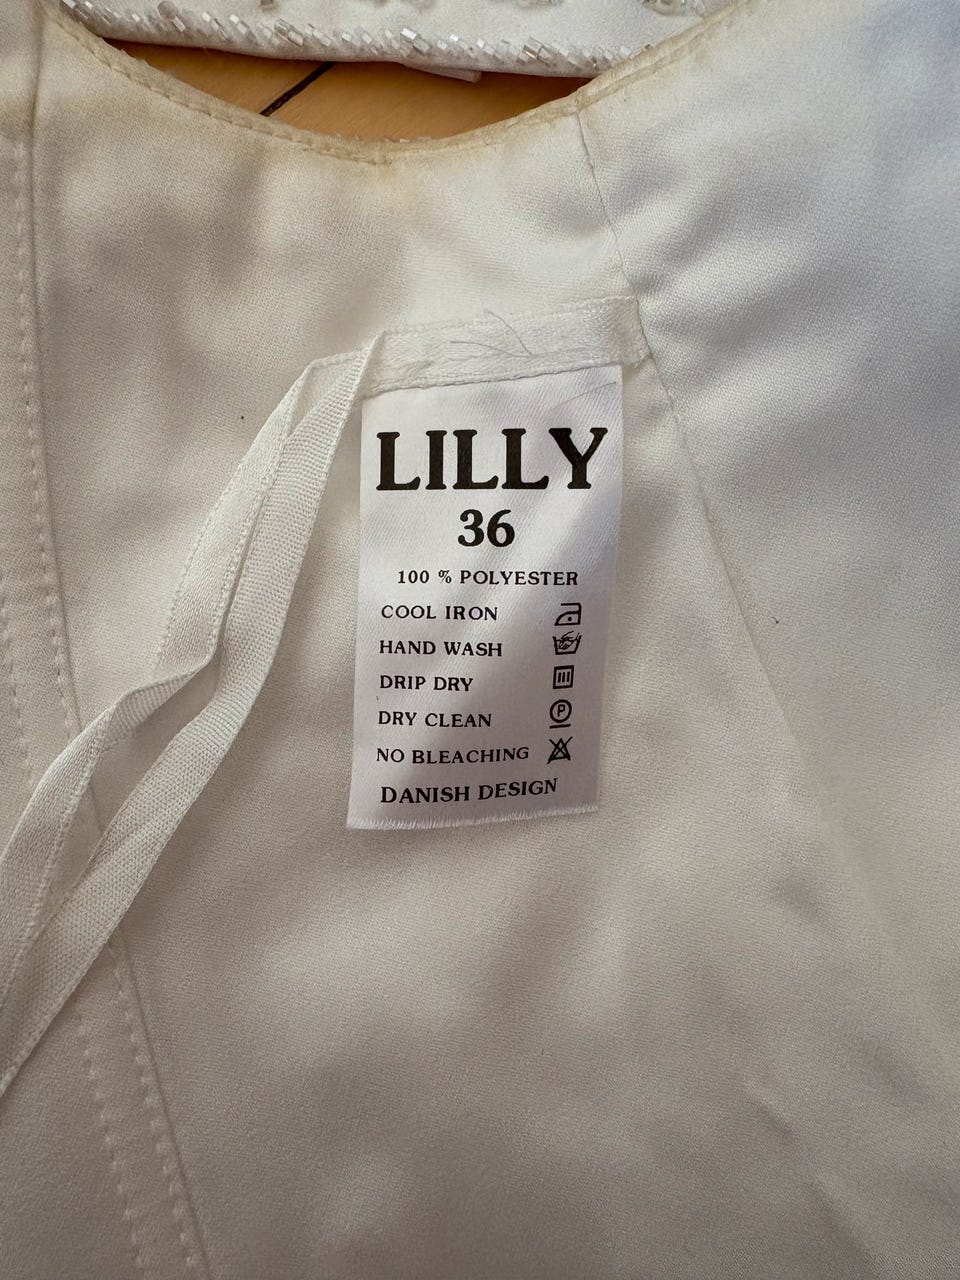 LILLY
36
100 % POLYESTER
COOL IRON
HAND WASH
DRIP DRY
DRY CLEAN P
NO BLEACHING
DANISH DESIGN